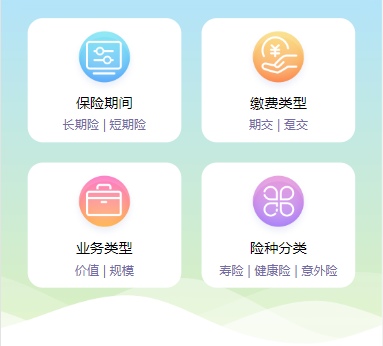 保险期间
长期险 | 短期险
缴费类型
期交 | 趸交
业务类型
价值 | 规模
险种分类
寿险 | 健康险 | 意外险